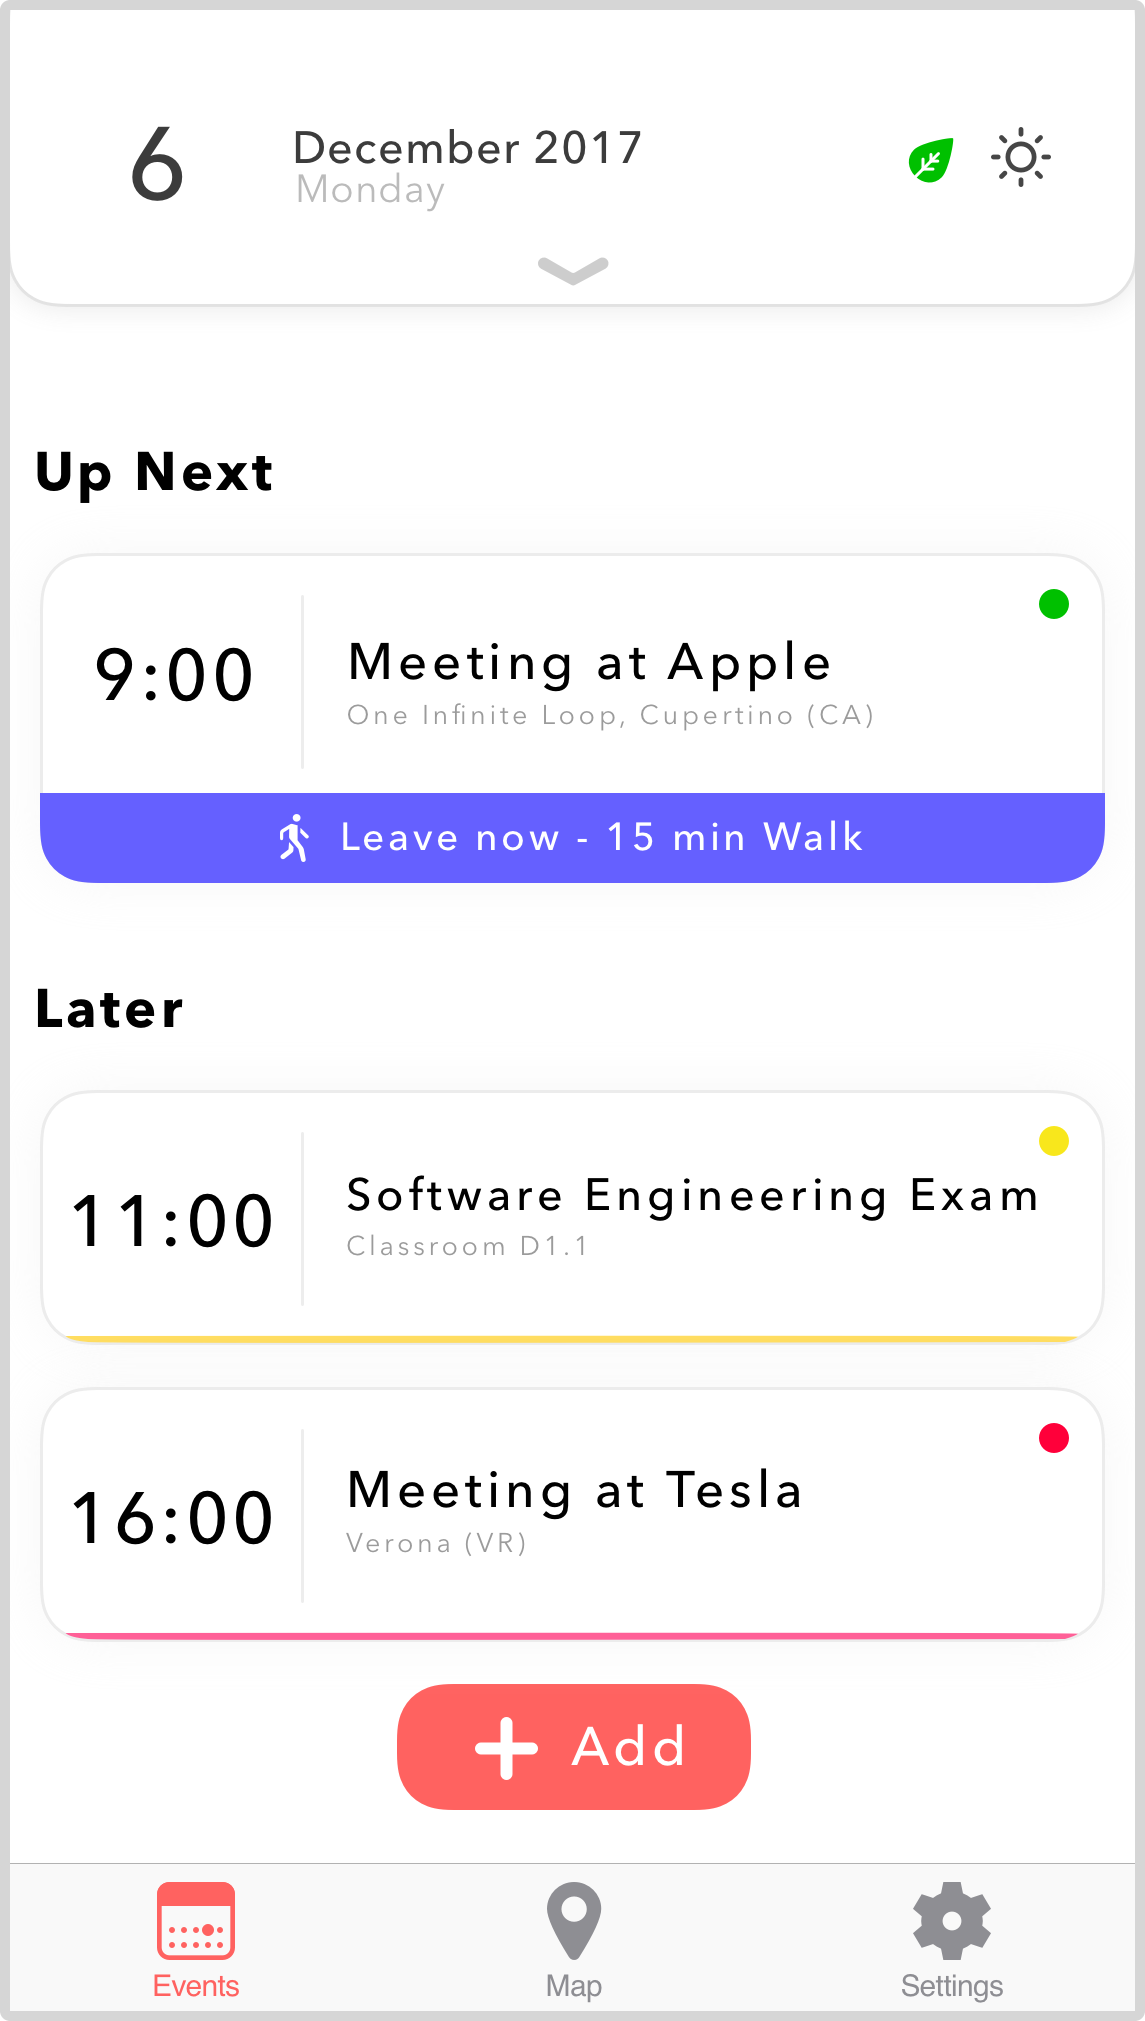 6
December 2017
Monday
Up Next
9:00
Meeting at Apple
One Infinite Loop, Cupertino (CA)
Leave now - 15 min Walk
Later
11:00
Software Engineering Exam
Classroom D1.1
16:00
Meeting at Tesla
Verona (VR)
Add
Events
Map
Settings